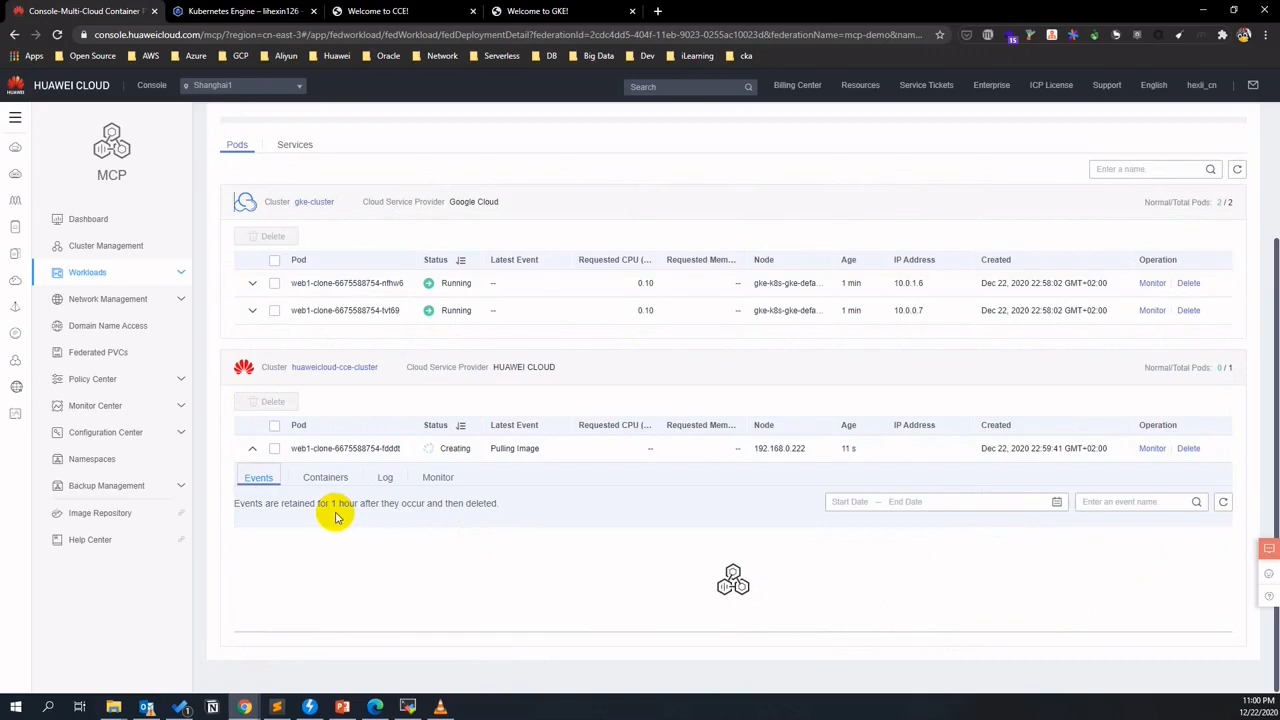 Console-Multi-Cloud Container
Kubernetes Engine – lihexin126
Welcome to CCE!
Welcome to GKE!
console.huaweicloud.com/mcp/?region=cn-east-3#/app/fedworkload/fedWorkload/fedDeploymentDetail?federationId=2cdc4dd5-404f-11eb-9023-0255ac10023d&federationName=mcp-demo&nam...
Apps
Open Source
AWS
Azure
GCP
Aliyun
Huawei
Oracle
Network
Serverless
DB
Big Data
Dev
iLearning
cka
HUAWEI CLOUD
Console
Shanghai1
Search
Billing Center
Resources
Service Tickets
Enterprise
ICP License
Support
English
hexli_cn
MCP
Dashboard
Cluster Management
Workloads
Network Management
Domain Name Access
Federated PVCs
Policy Center
Monitor Center
Configuration Center
Namespaces
Backup Management
Image Repository
Help Center
Pods Services
Enter a name.
Cluster gke-cluster Cloud Service Provider Google Cloud Normal/Total Pods: 2 / 2
Delete
Pod Status Latest Event Requested CPU (... Requested Mem... Node Age IP Address Created Operation
web1-clone-6675588754-nfhw6 Running -- 0.10 -- gke-k8s-gke-defa... 1 min 10.0.1.6 Dec 22, 2020 22:58:02 GMT+02:00 Monitor Delete
web1-clone-6675588754-tvt69 Running -- 0.10 -- gke-k8s-gke-defa... 1 min 10.0.0.7 Dec 22, 2020 22:58:02 GMT+02:00 Monitor Delete
Cluster huaweicloud-cce-cluster Cloud Service Provider HUAWEI CLOUD Normal/Total Pods: 0 / 1
Delete
Pod Status Latest Event Requested CPU (... Requested Mem... Node Age IP Address Created Operation
web1-clone-6675588754-fdddt Creating Pulling Image -- -- 192.168.0.222 11 s Dec 22, 2020 22:59:41 GMT+02:00 Monitor Delete
Events Containers Log Monitor
Events are retained for 1 hour after they occur and then deleted.
Start Date – End Date
Enter an event name.
11:00 PM
12/22/2020